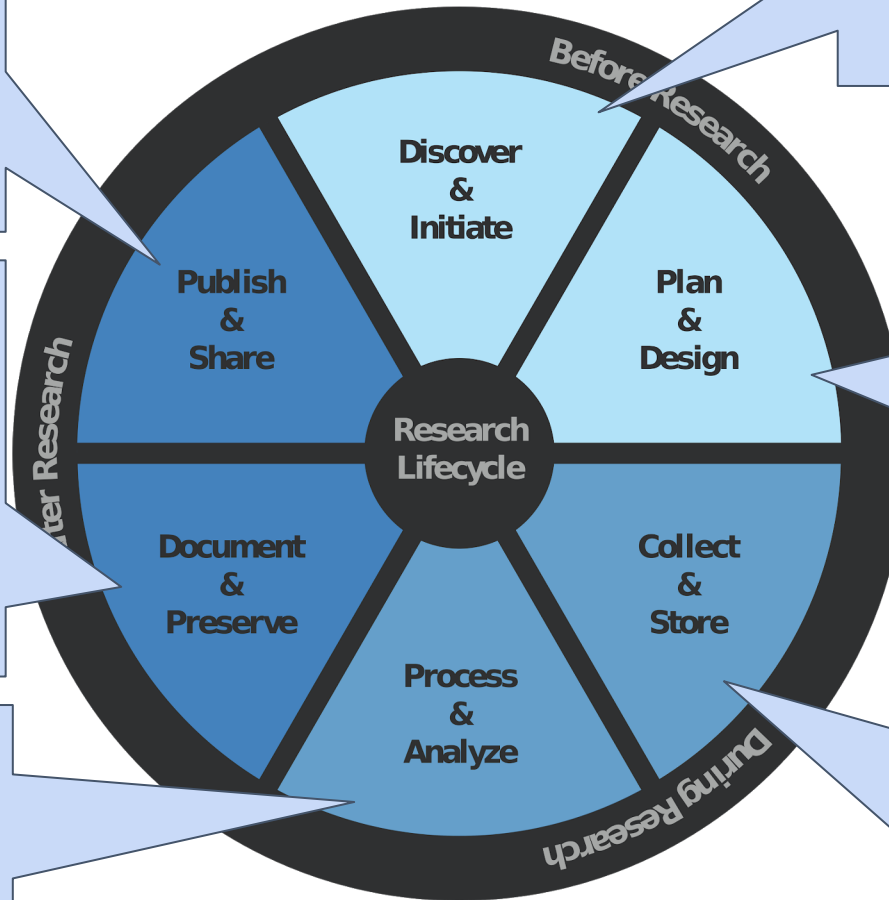 Before Research
Discover
&
Initiate
Plan
&
Design
Publish
&
Share
Research
Lifecycle
Research
Document
&
Preserve
Collect
&
Store
Process
&
Analyze
During Research